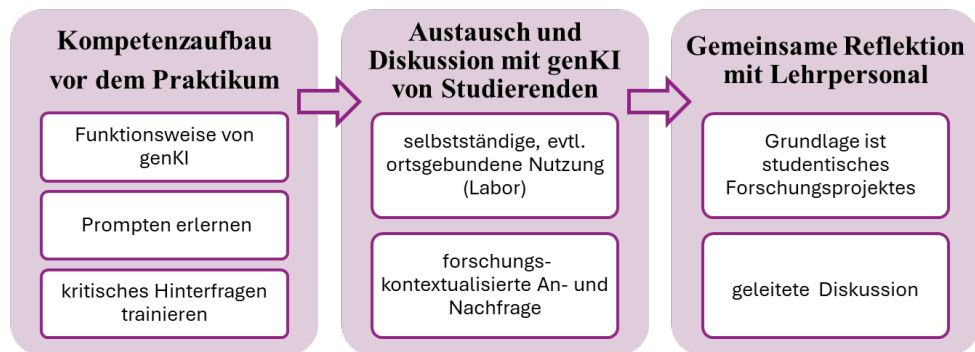 Kompetenzaufbau
vor dem Praktikum
Funktionsweise von
genKI
Prompten erlernen
kritisches Hinterfragen
trainieren
Austausch und
Diskussion mit genKI
von Studierenden
selbstständige, evtl.
ortsgebundene Nutzung
(Labor)
forschungs-
kontextualisierte An- und
Nachfrage
Gemeinsame Reflektion
mit Lehrpersonal
Grundlage ist
studentisches
Forschungsprojektes
geleitete Diskussion